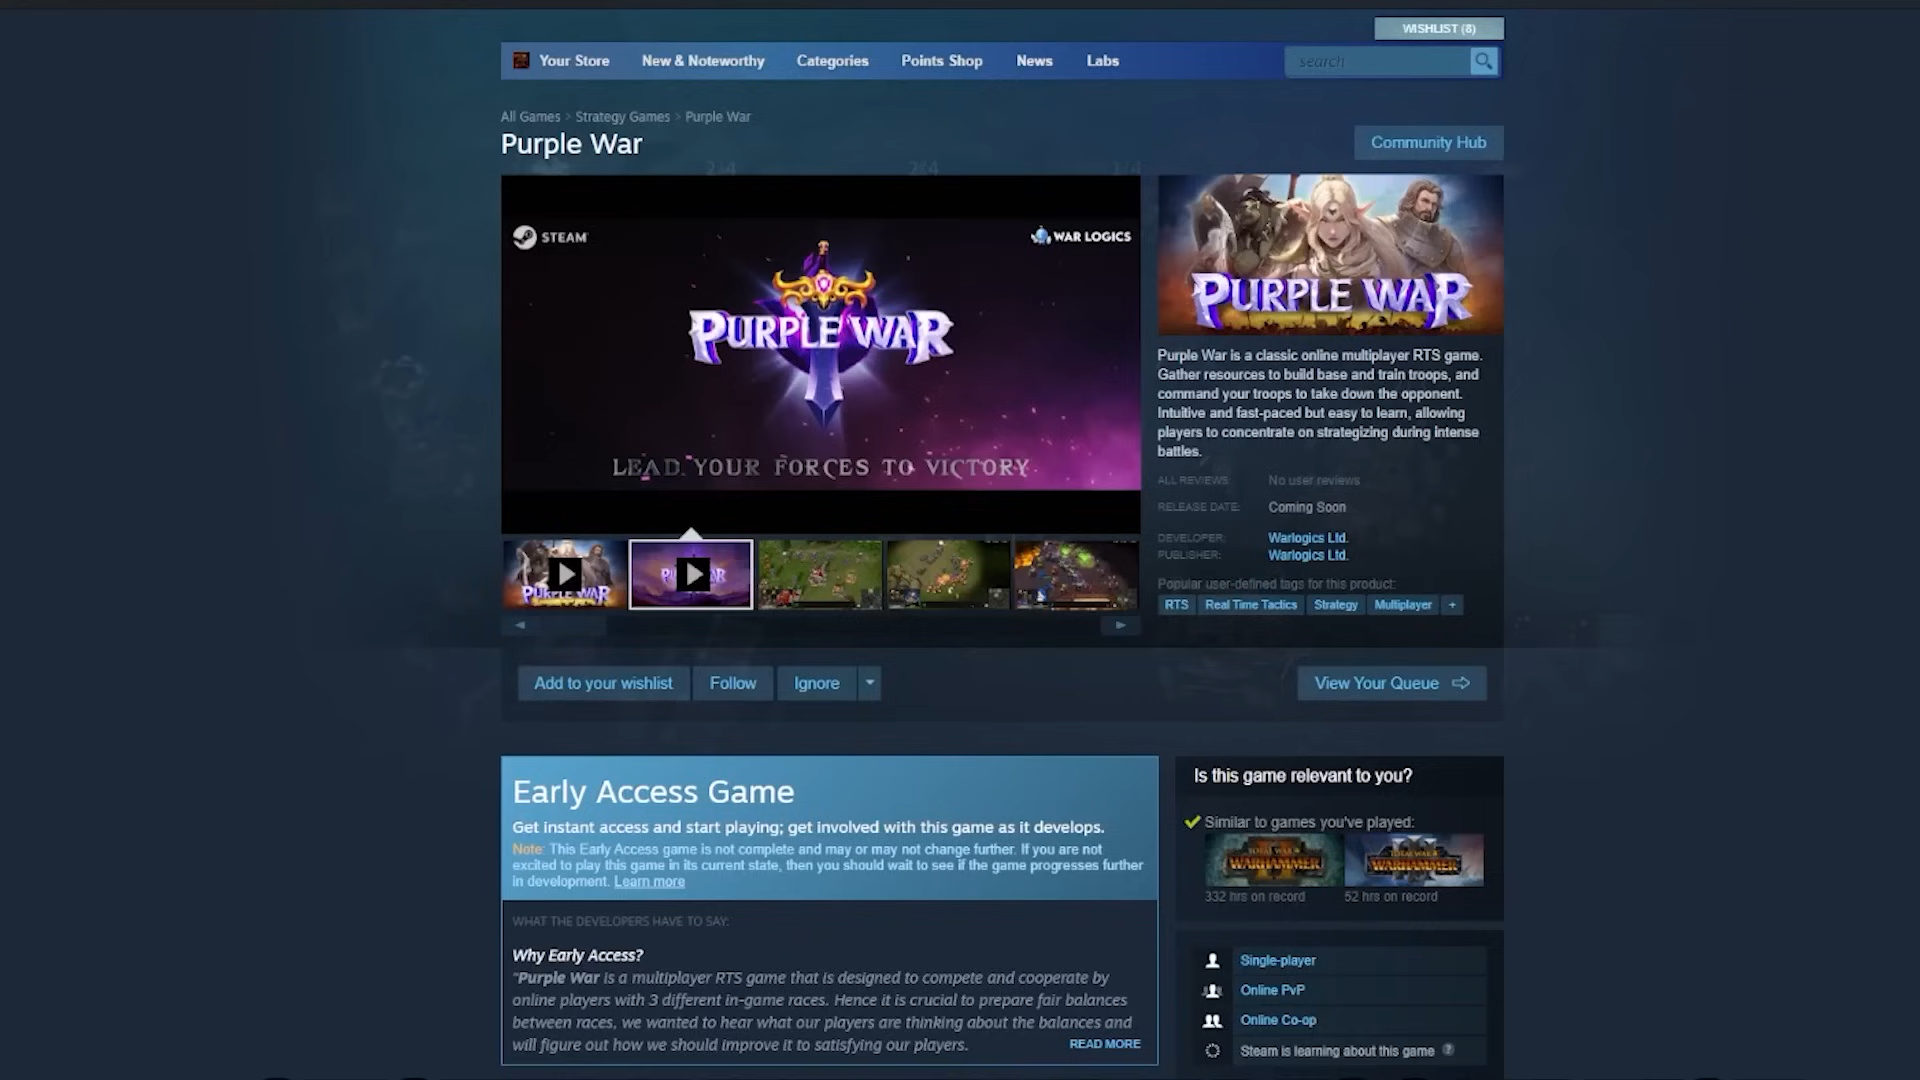 WISHLIST (8)
Your Store
New & Noteworthy
Categories
Points Shop
News
Labs
search
All Games > Strategy Games > Purple War
Purple War
Community Hub
STEAM
WAR LOGICS
PURPLE WAR
LEAD YOUR FORCES TO VICTORY
PURPLE WAR
Purple War is a classic online multiplayer RTS game.
Gather resources to build base and train troops, and
command your troops to take down the opponent.
Intuitive and fast-paced but easy to learn, allowing
players to concentrate on strategizing during intense
battles.
ALL REVIEWS: No user reviews
RELEASE DATE: Coming Soon
DEVELOPER: Warlogics Ltd.
PUBLISHER: Warlogics Ltd.
Popular user-defined tags for this product:
RTS
Real Time Tactics
Strategy
Multiplayer
+
PURPLE WAR
Add to your wishlist
Follow
Ignore
View Your Queue
Early Access Game
Get instant access and start playing; get involved with this game as it develops.
Note: This Early Access game is not complete and may or may not change further. If you are not
excited to play this game in its current state, then you should wait to see if the game progresses further
in development. Learn more
WHAT THE DEVELOPERS HAVE TO SAY:
Why Early Access?
"Purple War is a multiplayer RTS game that is designed to compete and cooperate by
online players with 3 different in-game races. Hence it is crucial to prepare fair balances
between races, we wanted to hear what our players are thinking about the balances and
will figure out how we should improve it to satisfying our players.
READ MORE
Is this game relevant to you?
Similar to games you've played:
TOTAL WAR
WARHAMMER
II
TOTAL WAR
WARHAMMER
III
332 hrs on record
52 hrs on record
Single-player
Online PvP
Online Co-op
Steam is learning about this game ?